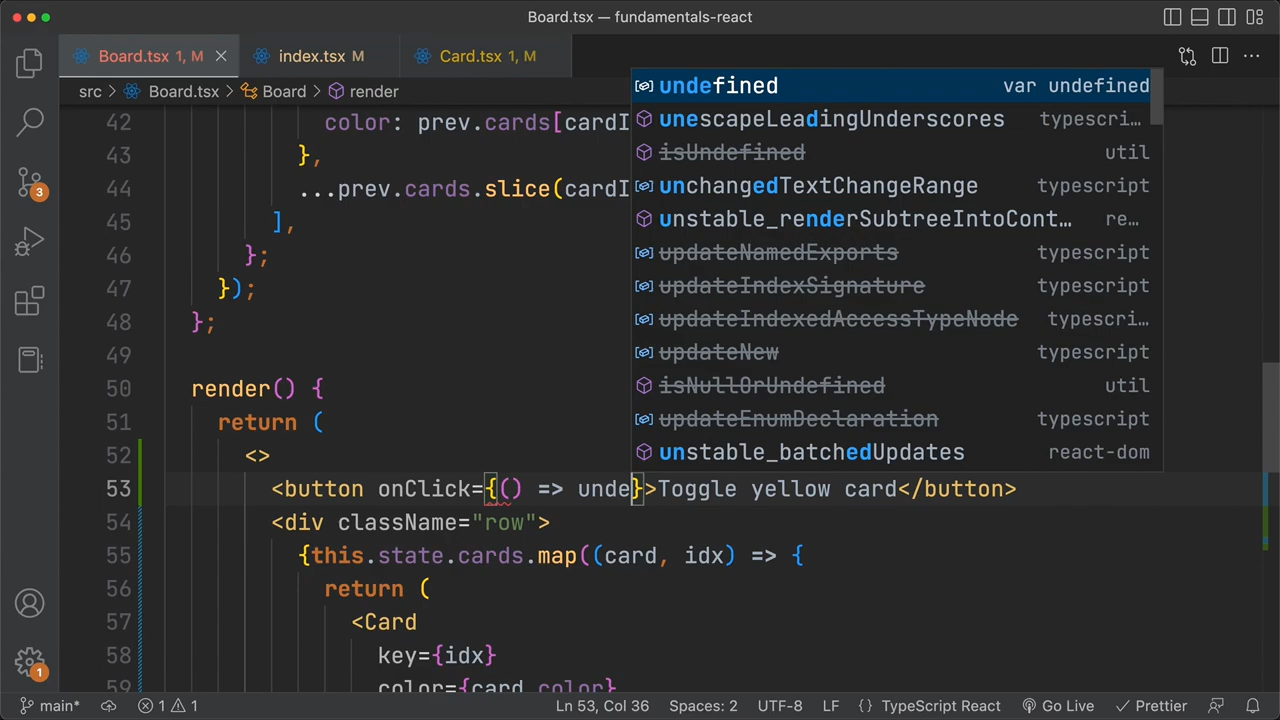 Board.tsx — fundamentals-react
Board.tsx 1, M
index.tsx M
Card.tsx 1, M
src > Board.tsx > Board > render
42 color: prev.cards[cardI
43 },
44 ...prev.cards.slice(cardI
45 ],
46 };
47 });
48 };
49
50 render() {
51 return (
52 <>
53 <button onClick={() => unde}>Toggle yellow card</button>
54 <div className="row">
55 {this.state.cards.map((card, idx) => {
56 return (
57 <Card
58 key={idx}
59 color={card.color}
undefined var undefined
unescapeLeadingUnderscores typescri…
isUndefined util
unchangedTextChangeRange typescript
unstable_renderSubtreeIntoCont… re…
updateNamedExports typescript
updateIndexSignature typescript
updateIndexedAccessTypeNode typescri…
updateNew typescript
isNullOrUndefined util
updateEnumDeclaration typescript
unstable_batchedUpdates react-dom
3
1
main* 1 1 Ln 53, Col 36 Spaces: 2 UTF-8 LF {} TypeScript React Go Live Prettier